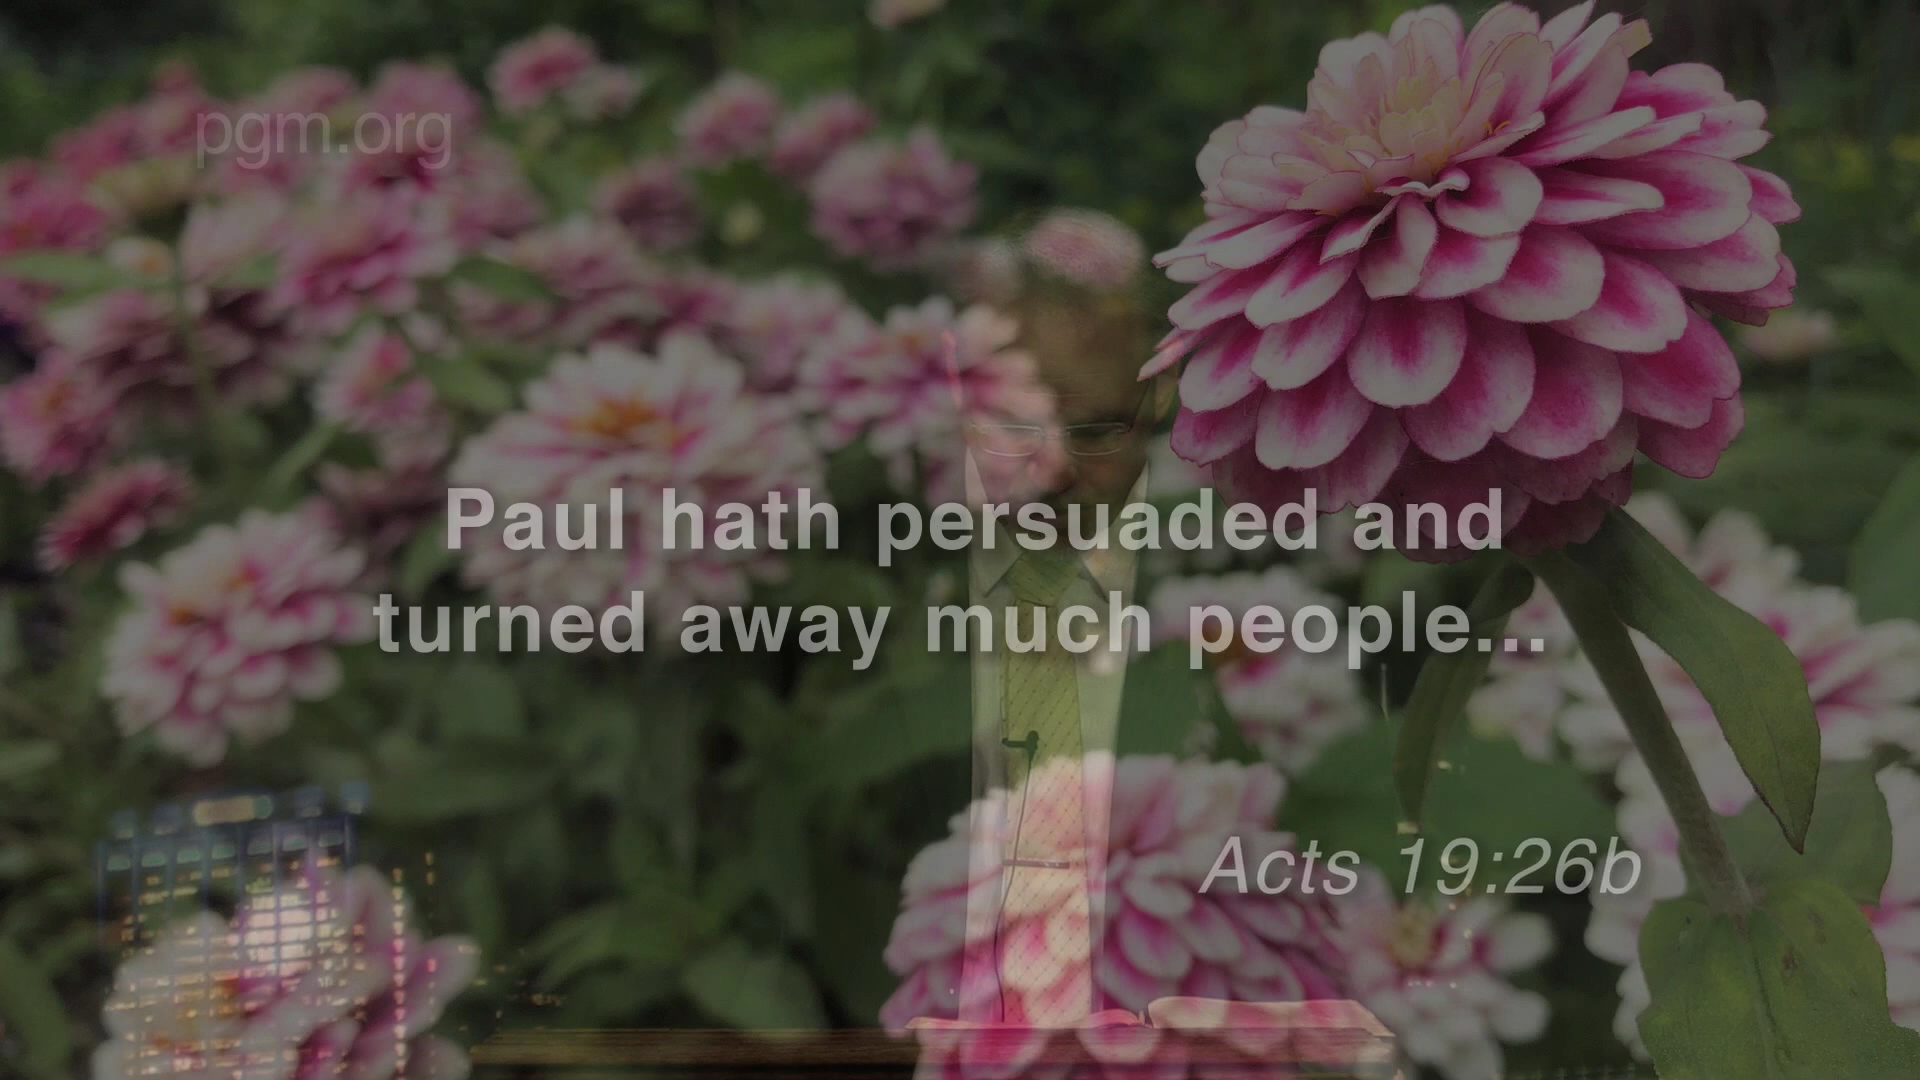 pgm.org
Paul hath persuaded and
turned away much people...
Acts 19:26b